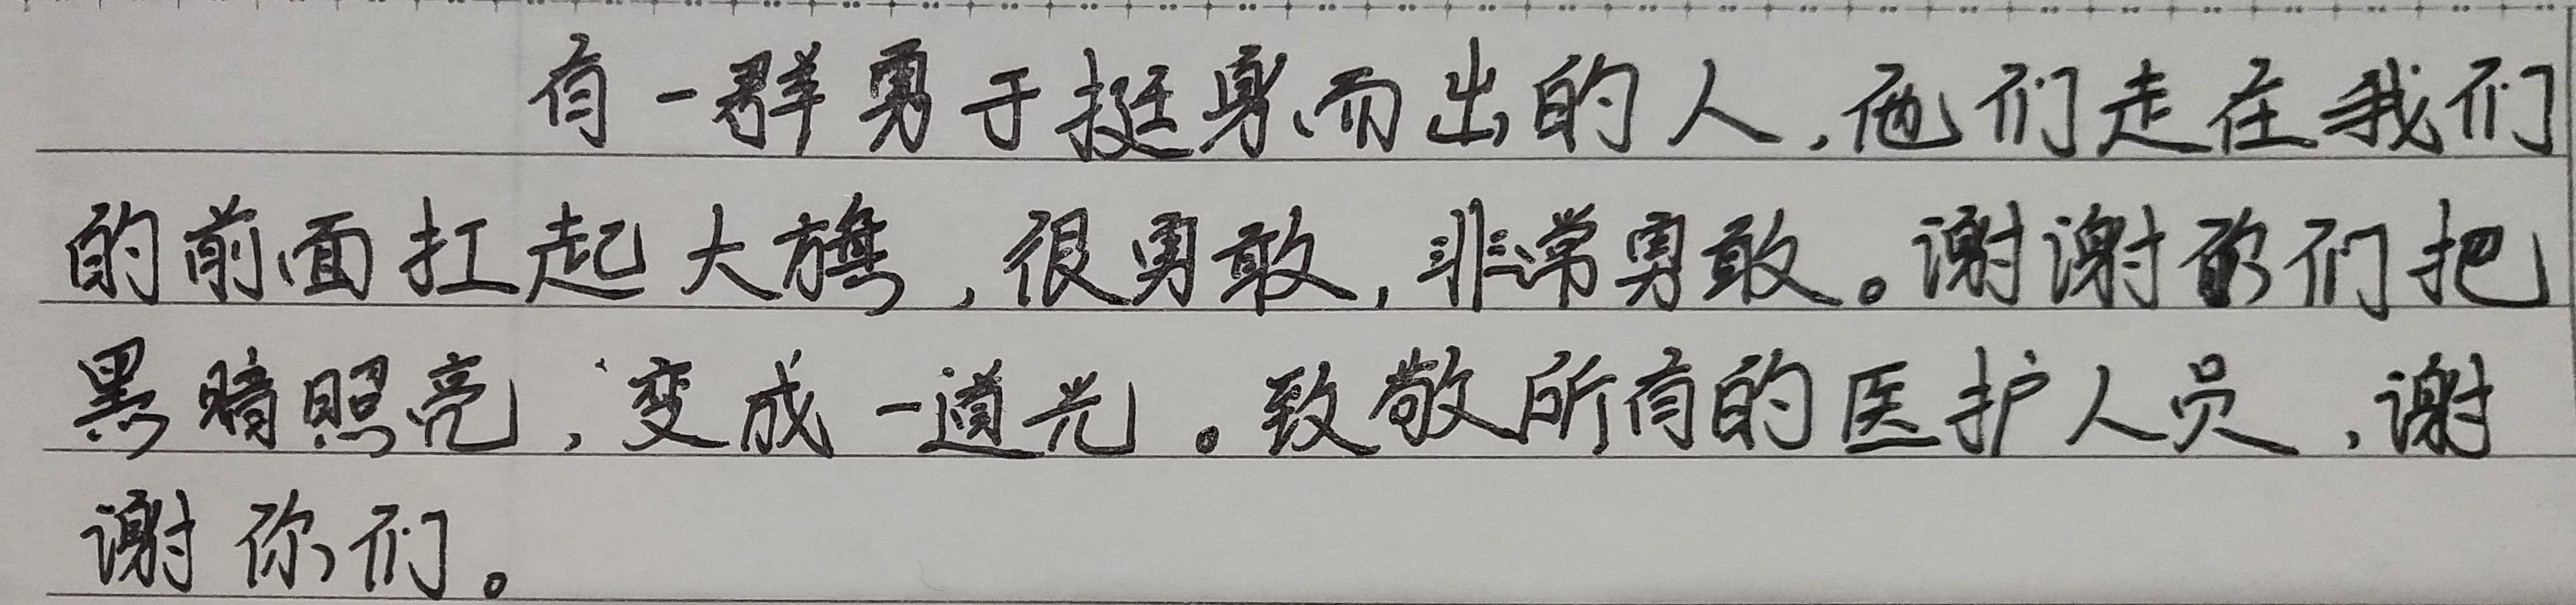 有一群勇于挺身而出的人，他们走在我们
的前面扛起大旗，很勇敢，非常勇敢。谢谢你们把
黑暗照亮，变成一道光。致敬所有的医护人员，谢
谢你们。